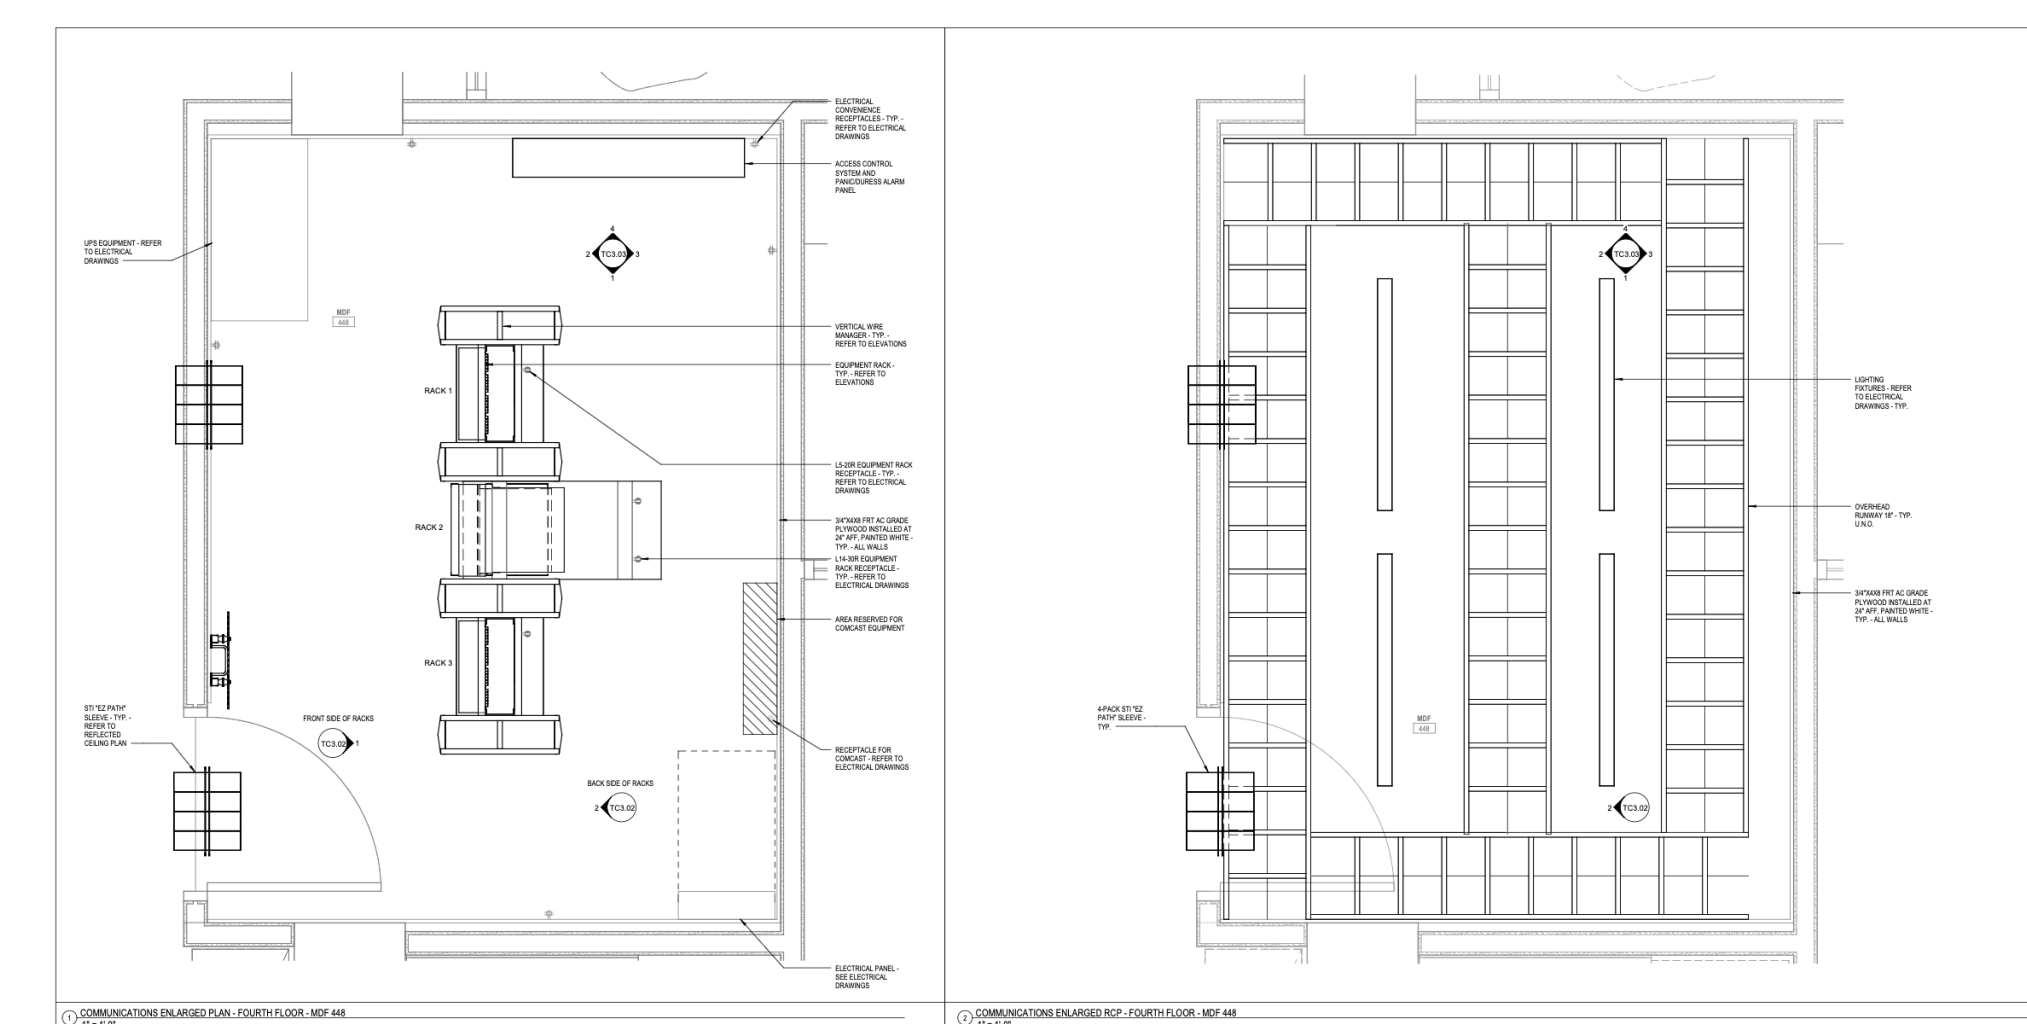 ELECTRICAL
CONVENIENCE
RECEPTACLES - TYP. -
REFER TO ELECTRICAL
DRAWINGS
ACCESS CONTROL
SYSTEM AND
PANIC/DURESS ALARM
PANEL
UPS EQUIPMENT - REFER
TO ELECTRICAL
DRAWINGS
4
2 TC3.03 3
1
MDF
448
VERTICAL WIRE
MANAGER - TYP. -
REFER TO ELEVATIONS
EQUIPMENT RACK -
TYP. - REFER TO
ELEVATIONS
RACK 1
L5-20R EQUIPMENT RACK
RECEPTACLE - TYP. -
REFER TO ELECTRICAL
DRAWINGS
RACK 2
3/4"X4X8 FRT AC GRADE
PLYWOOD INSTALLED AT
24" AFF, PAINTED WHITE -
TYP. - ALL WALLS
L14-30R EQUIPMENT
RACK RECEPTACLE -
TYP. - REFER TO
ELECTRICAL DRAWINGS
AREA RESERVED FOR
COMCAST EQUIPMENT
RACK 3
STI "EZ PATH"
SLEEVE - TYP. -
REFER TO
REFLECTED
CEILING PLAN
FRONT SIDE OF RACKS
TC3.02 1
RECEPTACLE FOR
COMCAST - REFER TO
ELECTRICAL DRAWINGS
BACK SIDE OF RACKS
2 TC3.02
ELECTRICAL PANEL -
SEE ELECTRICAL
DRAWINGS
1 COMMUNICATIONS ENLARGED PLAN - FOURTH FLOOR - MDF 448
1" = 1'-0"
4
2 TC3.03 3
1
LIGHTING
FIXTURES - REFER
TO ELECTRICAL
DRAWINGS - TYP.
OVERHEAD
RUNWAY 18" - TYP.
U.N.O.
3/4"X4X8 FRT AC GRADE
PLYWOOD INSTALLED AT
24" AFF, PAINTED WHITE -
TYP. - ALL WALLS
4-PACK STI "EZ
PATH" SLEEVE -
TYP.
MDF
448
2 TC3.02
2 COMMUNICATIONS ENLARGED RCP - FOURTH FLOOR - MDF 448
1" = 1'-0"